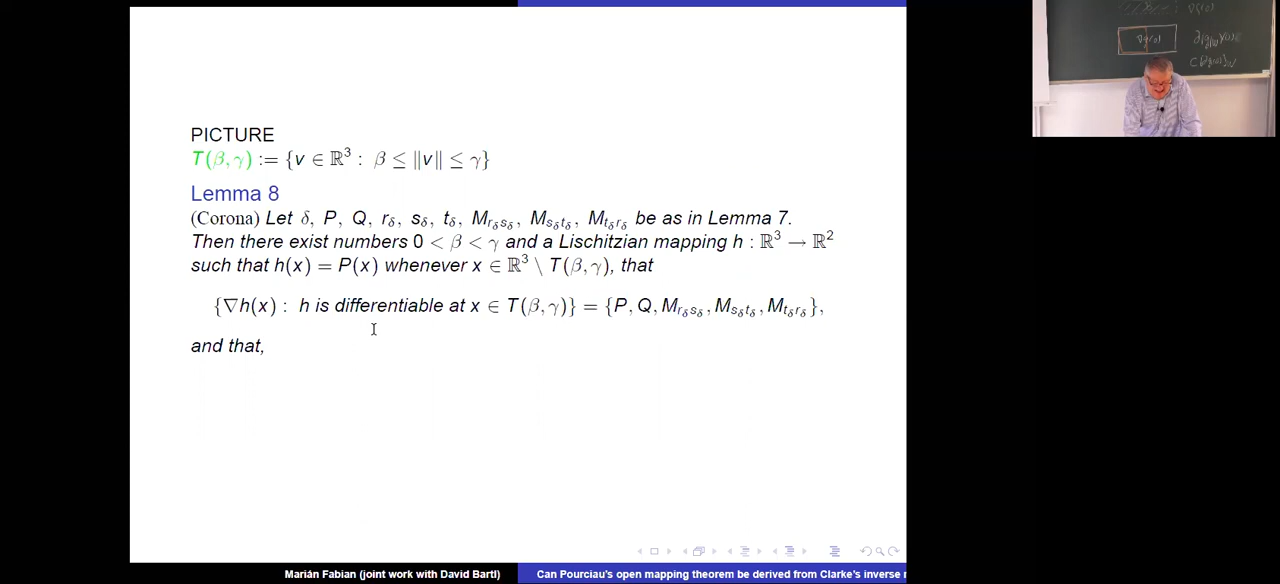 PICTURE
T(β, γ) := {v ∈ ℝ³ : β ≤ ‖v‖ ≤ γ}
Lemma 8
(Corona) Let δ, P, Q, r_δ, s_δ, t_δ, M_{r_δ s_δ}, M_{s_δ t_δ}, M_{t_δ r_δ} be as in Lemma 7.
Then there exist numbers 0 < β < γ and a Lischitzian mapping h : ℝ³ → ℝ²
such that h(x) = P(x) whenever x ∈ ℝ³ \ T(β, γ), that
{∇h(x) : h is differentiable at x ∈ T(β, γ)} = {P, Q, M_{r_δ s_δ}, M_{s_δ t_δ}, M_{t_δ r_δ}},
and that,
Marián Fabian (joint work with David Bartl)
Can Pourciau's open mapping theorem be derived from Clarke's inverse